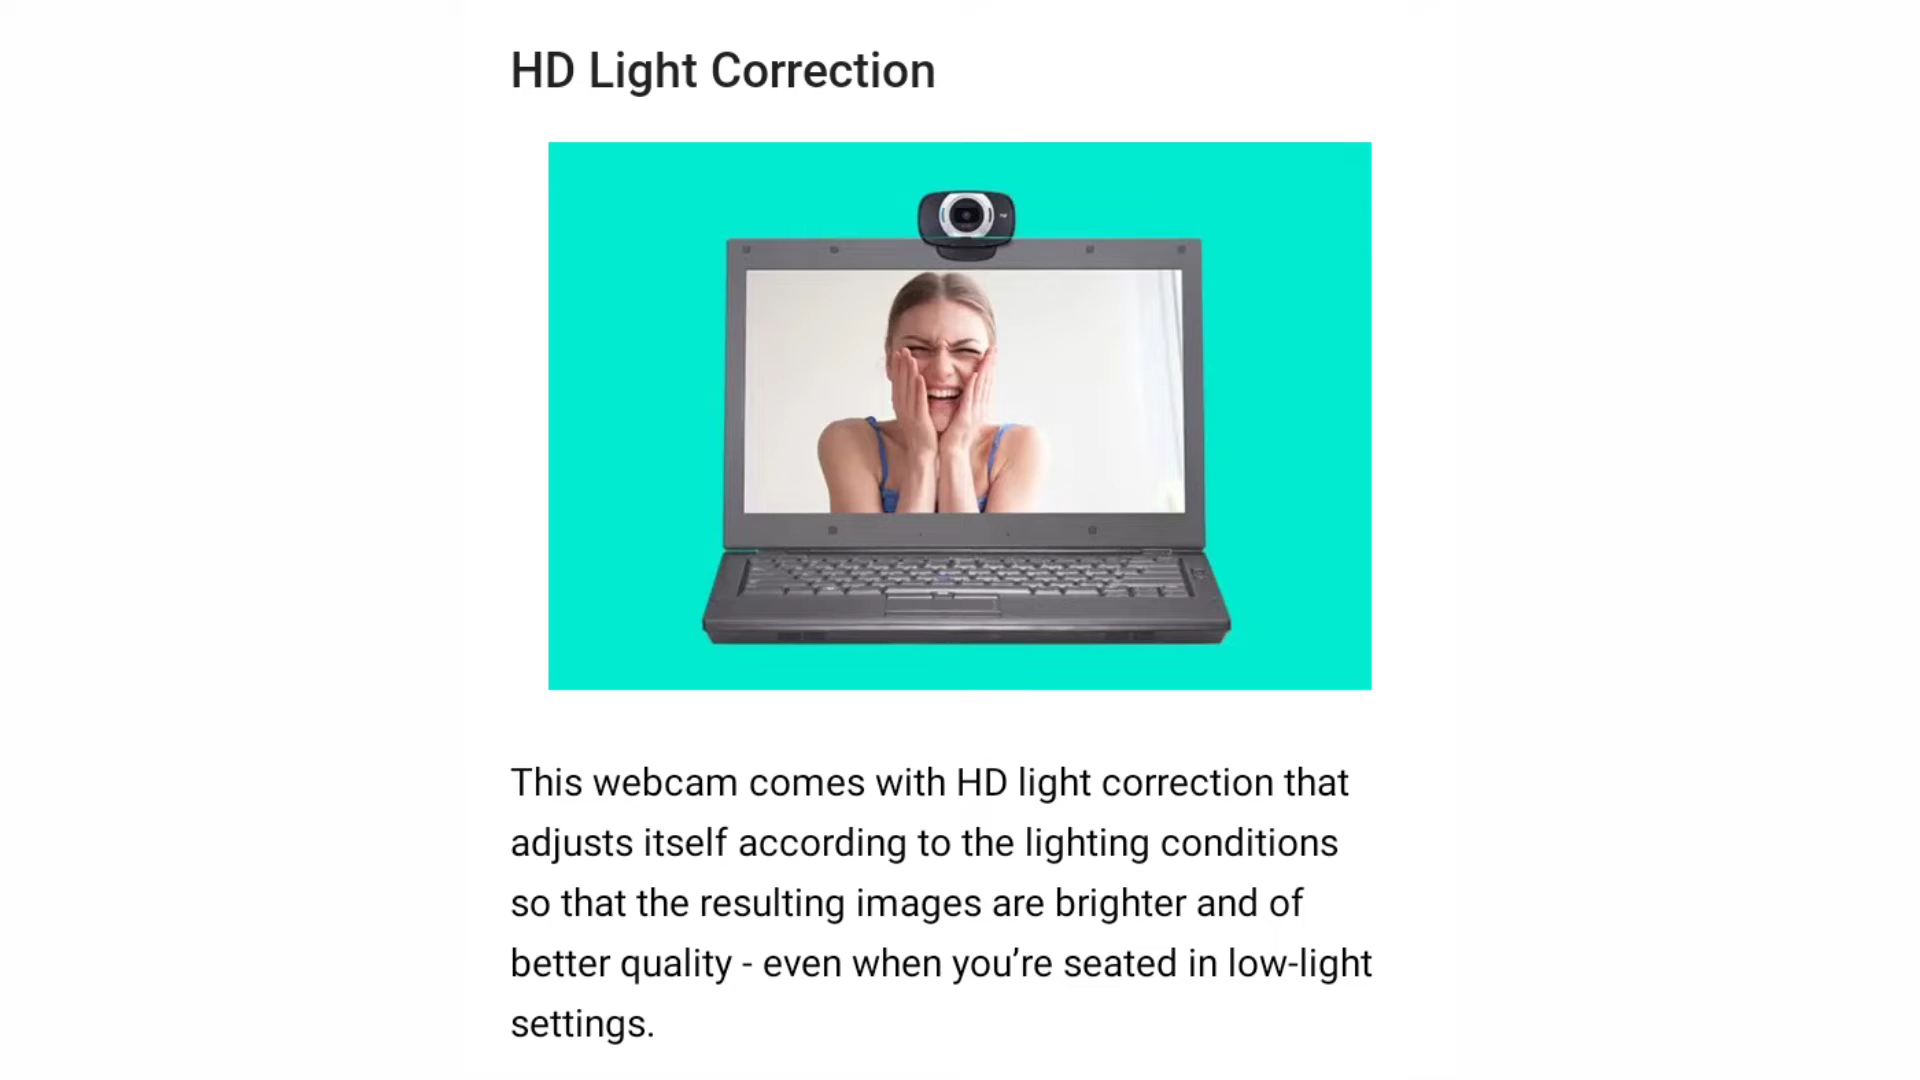 HD Light Correction
This webcam comes with HD light correction that
adjusts itself according to the lighting conditions
so that the resulting images are brighter and of
better quality - even when you’re seated in low-light
settings.